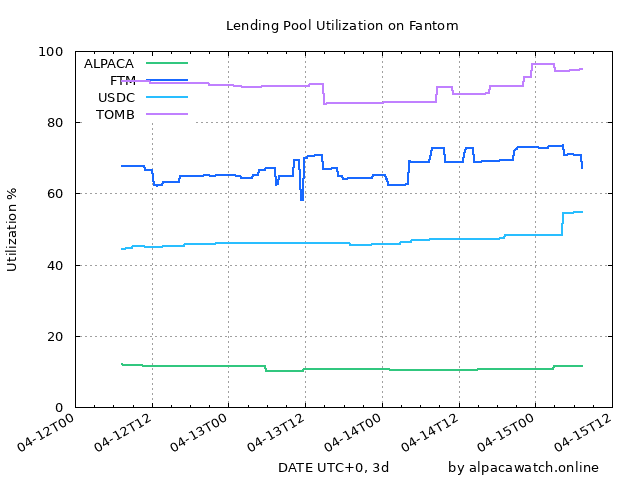 Lending Pool Utilization on Fantom
100
80
60
40
20
0
Utilization %
ALPACA
FTM
USDC
TOMB
04-12T00
04-12T12
04-13T00
04-13T12
04-14T00
04-14T12
04-15T00
04-15T12
DATE UTC+0, 3d
by alpacawatch.online